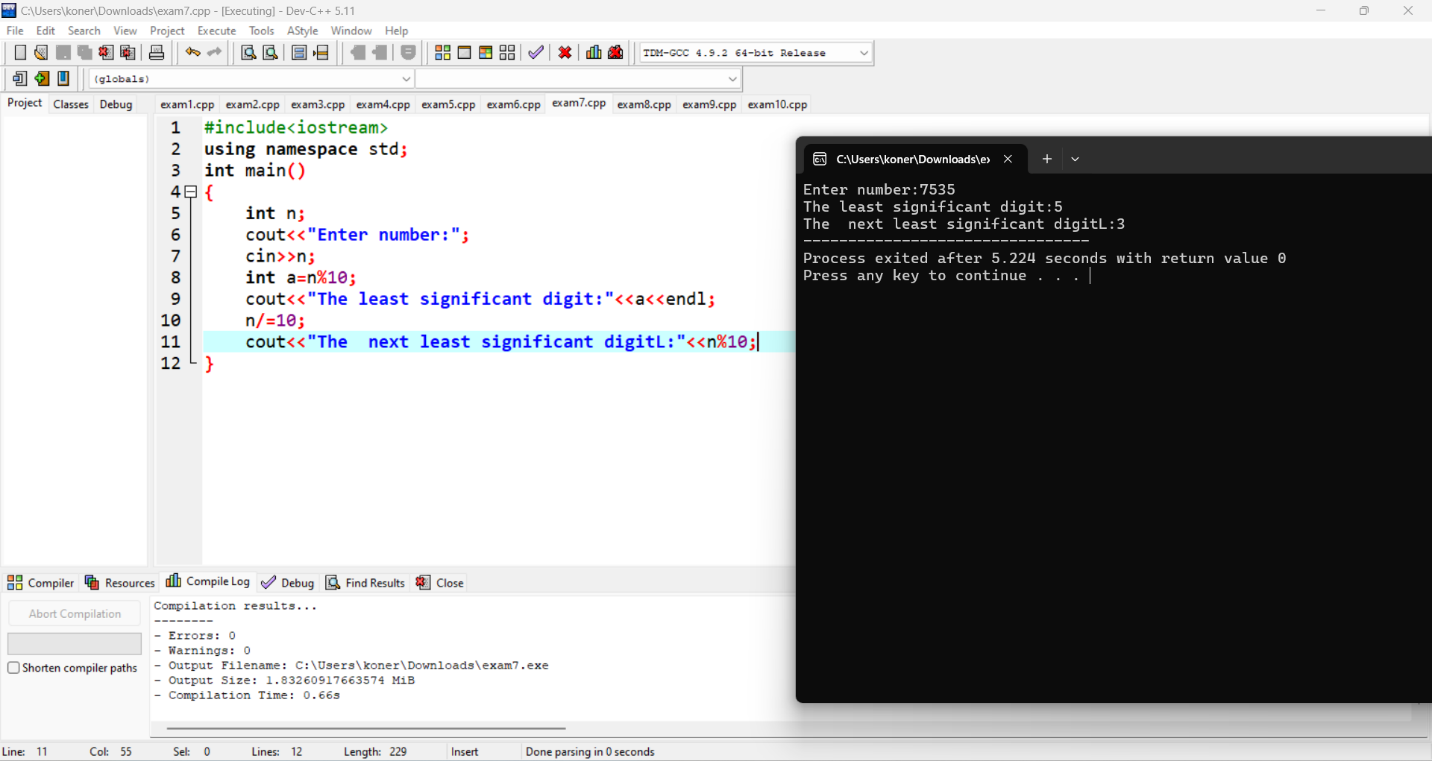 C:\Users\koner\Downloads\exam7.cpp - [Executing] - Dev-C++ 5.11
File Edit Search View Project Execute Tools AStyle Window Help
TDM-GCC 4.9.2 64-bit Release
(globals)
Project Classes Debug
exam1.cpp exam2.cpp exam3.cpp exam4.cpp exam5.cpp exam6.cpp exam7.cpp exam8.cpp exam9.cpp exam10.cpp
1 #include<iostream>
2 using namespace std;
3 int main()
4 {
5 int n;
6 cout<<"Enter number:";
7 cin>>n;
8 int a=n%10;
9 cout<<"The least significant digit:"<<a<<endl;
10 n/=10;
11 cout<<"The  next least significant digitL:"<<n%10;
12 }
C:\Users\koner\Downloads\e
Enter number:7535
The least significant digit:5
The  next least significant digitL:3
--------------------------------
Process exited after 5.224 seconds with return value 0
Press any key to continue . . .
Compiler Resources Compile Log Debug Find Results Close
Abort Compilation
Shorten compiler paths
Compilation results...
--------
- Errors: 0
- Warnings: 0
- Output Filename: C:\Users\koner\Downloads\exam7.exe
- Output Size: 1.83260917663574 MiB
- Compilation Time: 0.66s
Line: 11 Col: 55 Sel: 0 Lines: 12 Length: 229 Insert Done parsing in 0 seconds